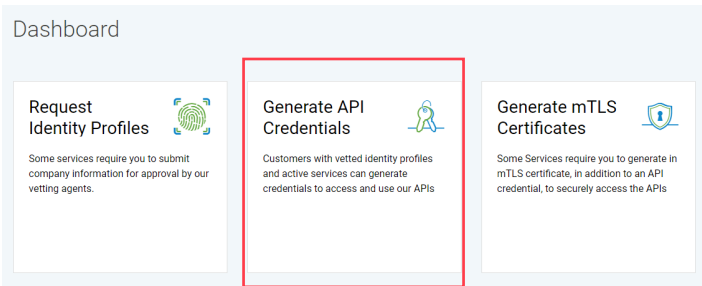 Dashboard
Request
Identity Profiles
Some services require you to submit
company information for approval by our
vetting agents.
Generate API
Credentials
Customers with vetted identity profiles
and active services can generate
credentials to access and use our APIs
Generate mTLS
Certificates
Some Services require you to generate in
mTLS certificate, in addition to an API
credential, to securely access the APIs